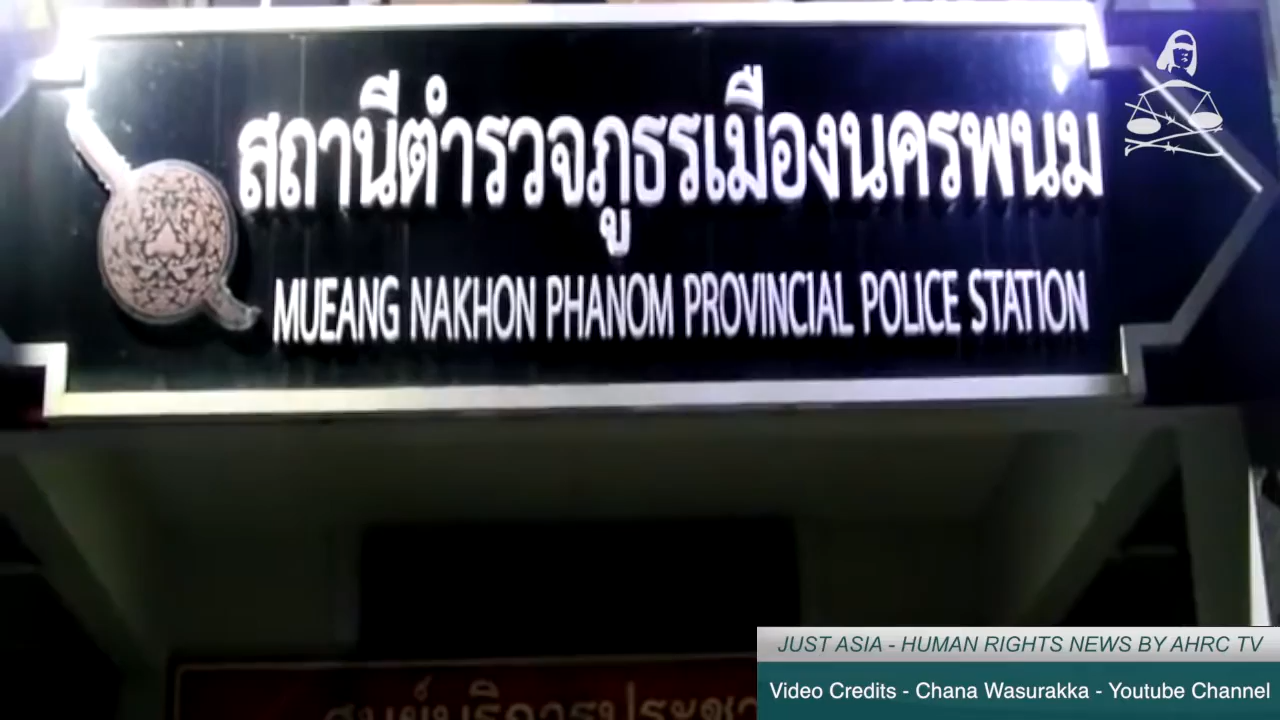 สถานีตำรวจภูธรเมืองนครพนม
MUEANG NAKHON PHANOM PROVINCIAL POLICE STATION
JUST ASIA - HUMAN RIGHTS NEWS BY AHRC TV
Video Credits - Chana Wasurakka - Youtube Channel